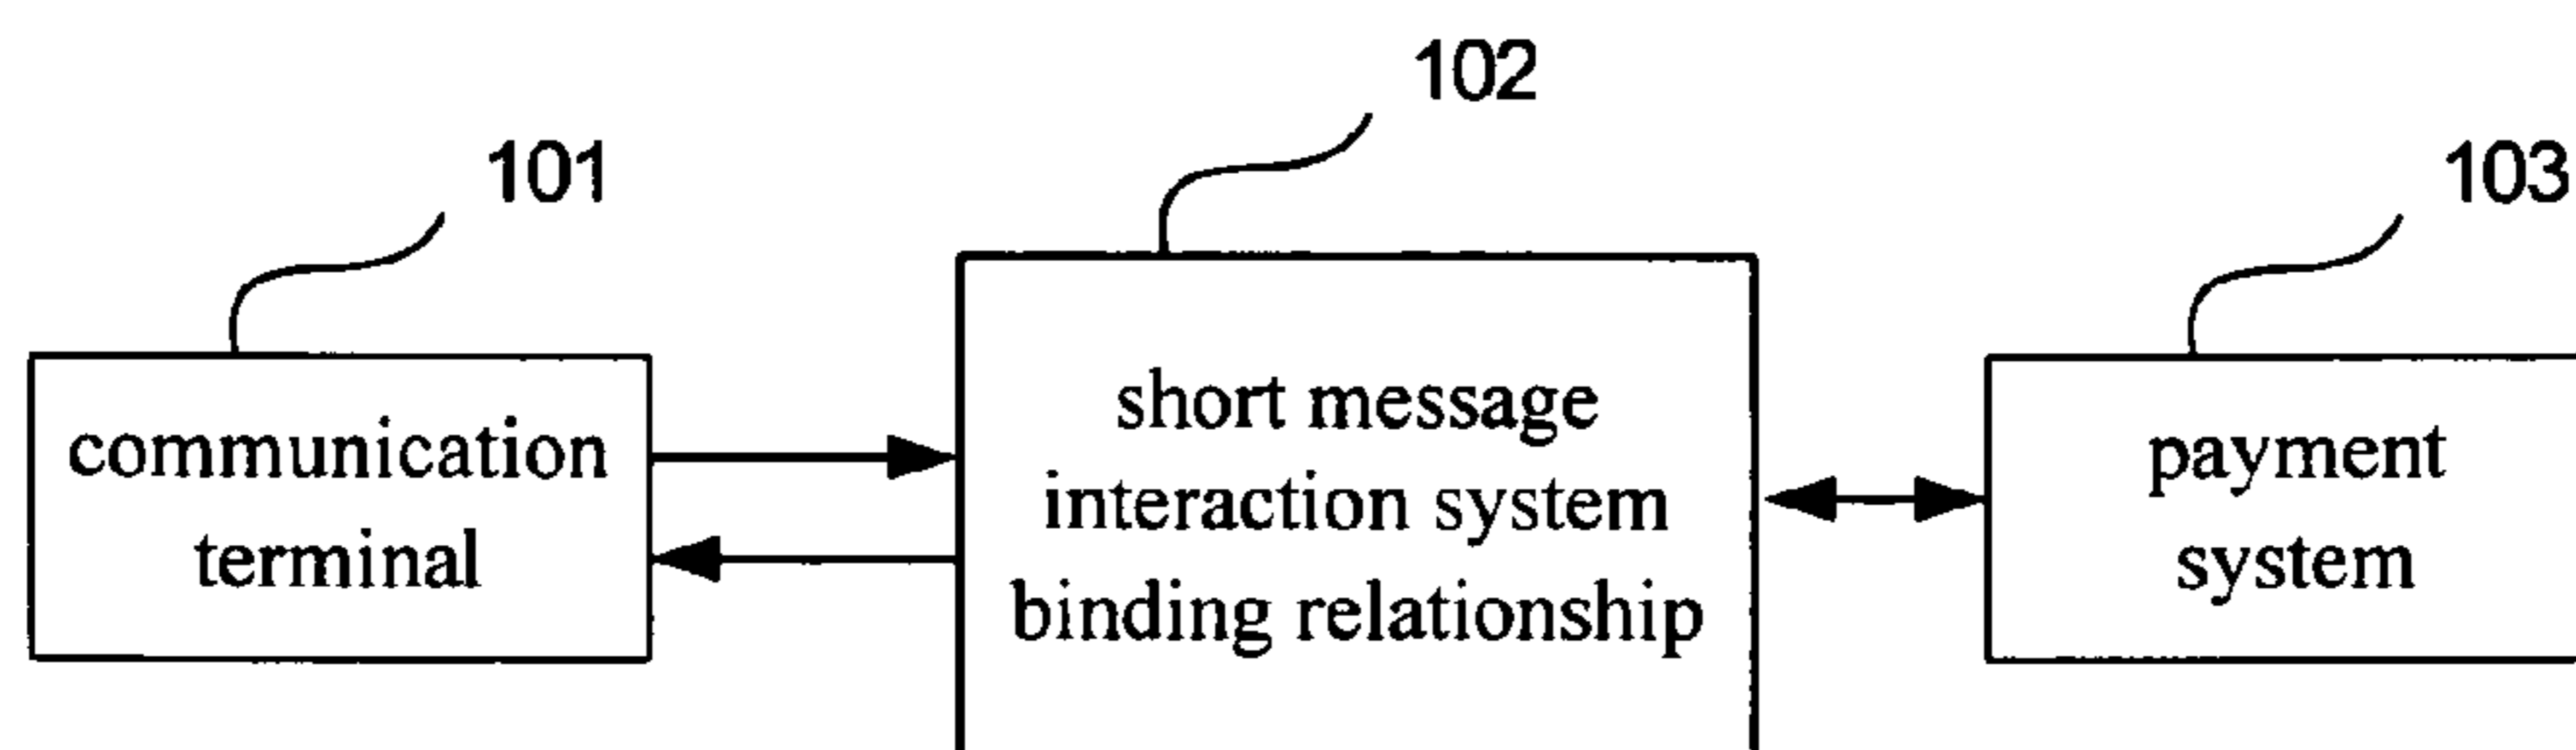 102
101
103
communication
terminal
short message
interaction system
binding relationship
payment
system